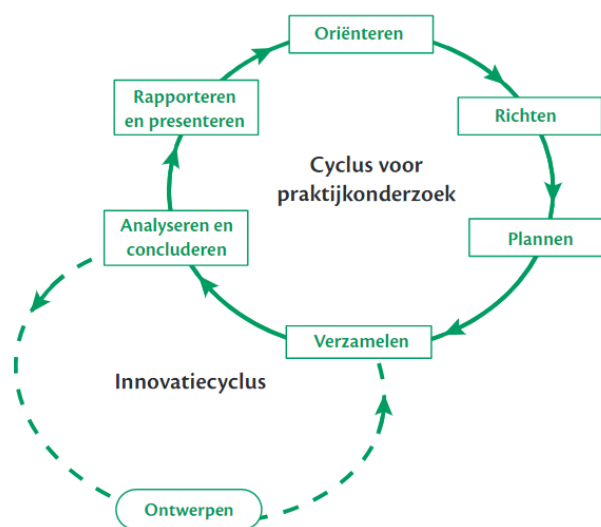 Oriënteren
Rapporteren
en presenteren
Richten
Cyclus voor
praktijkonderzoek
Analyseren en
concluderen
Plannen
Verzamelen
Innovatiecyclus
Ontwerpen